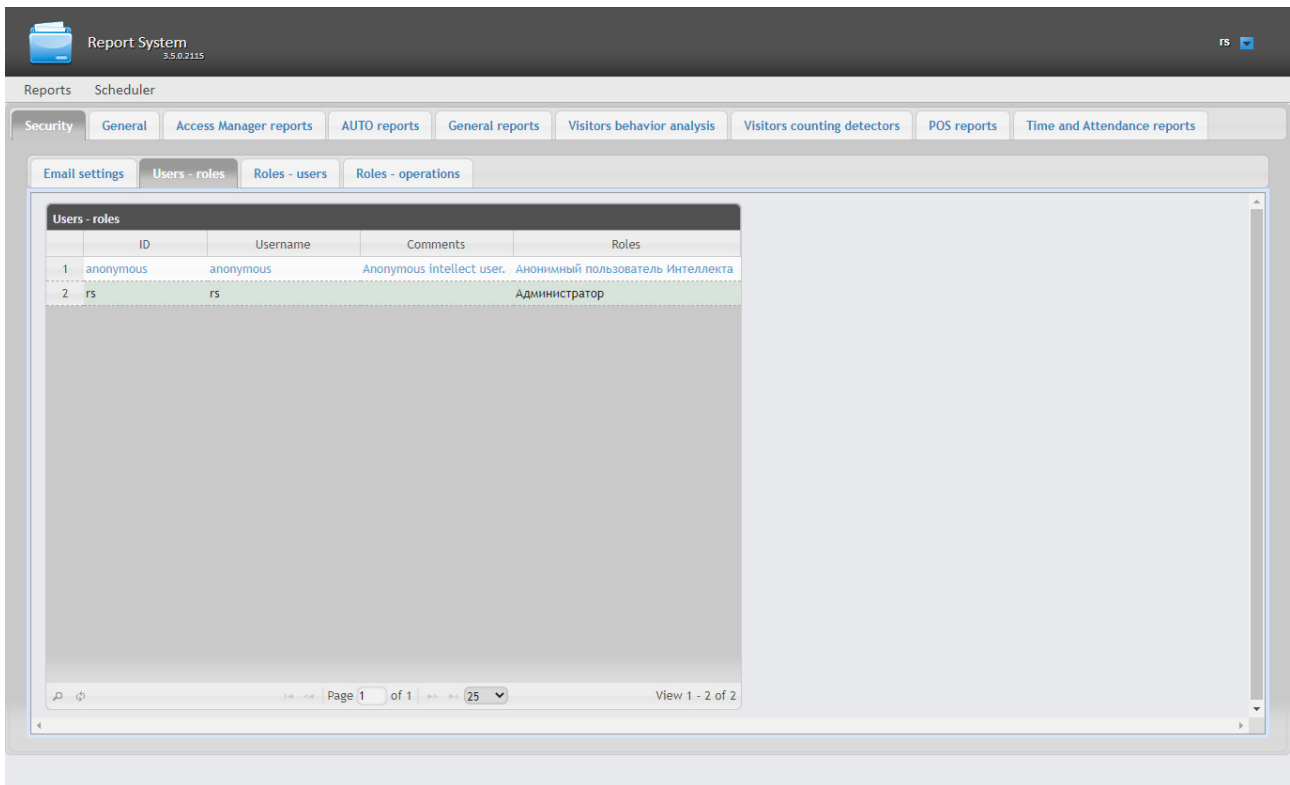 Report System
3.5.0.2115
rs
Reports Scheduler
Security General Access Manager reports AUTO reports General reports Visitors behavior analysis Visitors counting detectors POS reports Time and Attendance reports
Email settings Users - roles Roles - users Roles - operations
Users - roles
ID Username Comments Roles
1 anonymous anonymous Anonymous intellect user. Анонимный пользователь Интеллекта
2 rs rs Администратор
Page 1 of 1 25 View 1 - 2 of 2